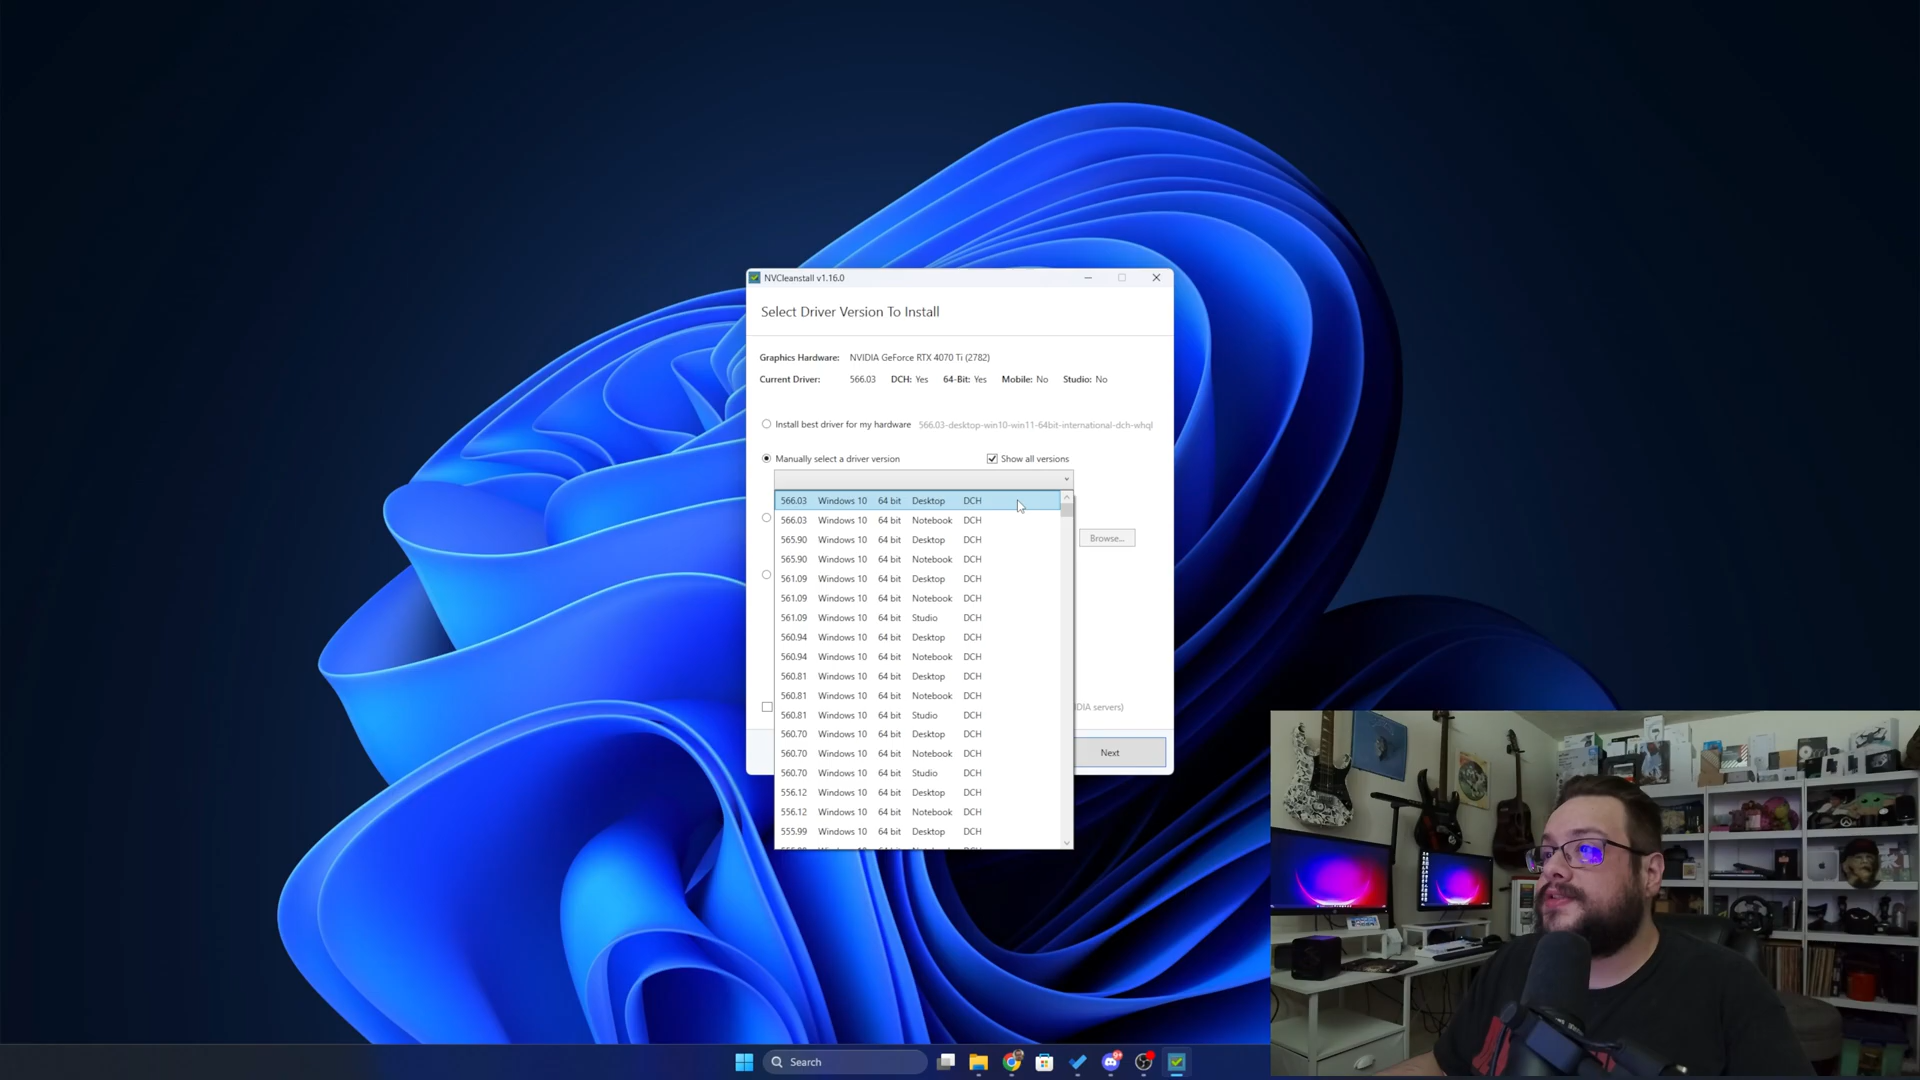 NVCleanstall v1.16.0
Select Driver Version To Install
Graphics Hardware: NVIDIA GeForce RTX 4070 Ti (2782)
Current Driver: 566.03 DCH: Yes 64-Bit: Yes Mobile: No Studio: No
Install best driver for my hardware 566.03-desktop-win10-win11-64bit-international-dch-whql
Manually select a driver version Show all versions
566.03 Windows 10 64 bit Desktop DCH
566.03 Windows 10 64 bit Notebook DCH
565.90 Windows 10 64 bit Desktop DCH
Browse...
565.90 Windows 10 64 bit Notebook DCH
561.09 Windows 10 64 bit Desktop DCH
561.09 Windows 10 64 bit Notebook DCH
561.09 Windows 10 64 bit Studio DCH
560.94 Windows 10 64 bit Desktop DCH
560.94 Windows 10 64 bit Notebook DCH
560.81 Windows 10 64 bit Desktop DCH
560.81 Windows 10 64 bit Notebook DCH
560.81 Windows 10 64 bit Studio DCH
DIA servers)
560.70 Windows 10 64 bit Desktop DCH
560.70 Windows 10 64 bit Notebook DCH
Next
560.70 Windows 10 64 bit Studio DCH
556.12 Windows 10 64 bit Desktop DCH
556.12 Windows 10 64 bit Notebook DCH
555.99 Windows 10 64 bit Desktop DCH
Search